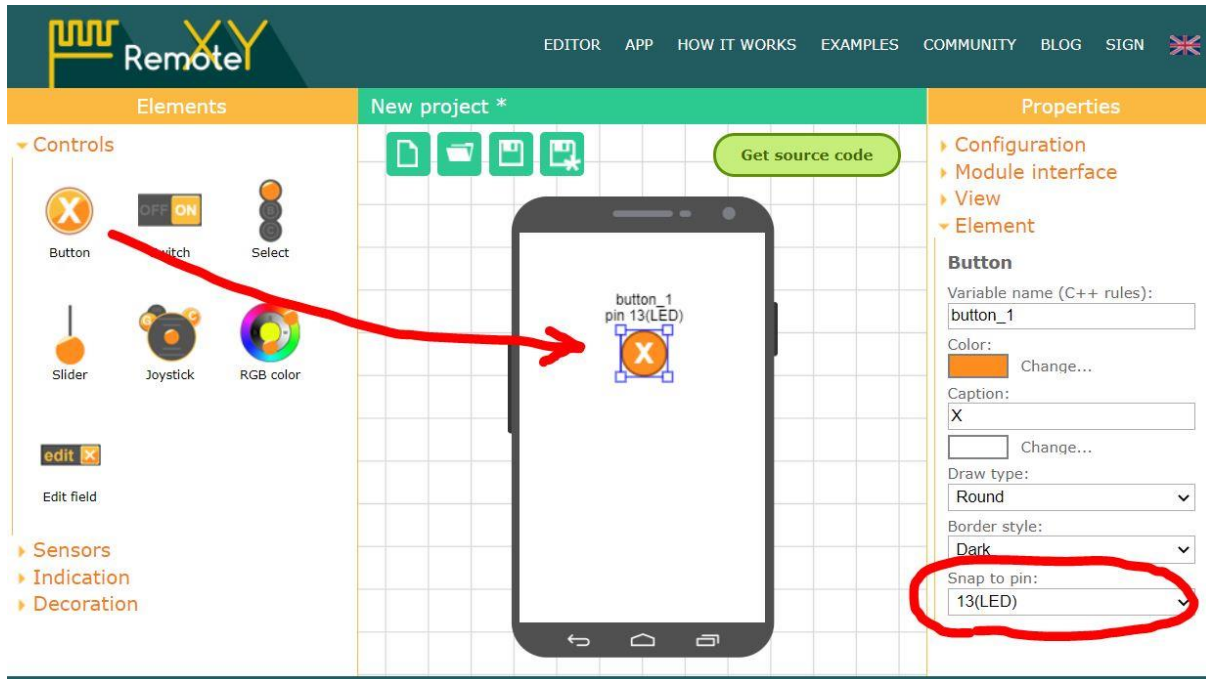 RemoteXY
EDITOR APP HOW IT WORKS EXAMPLES COMMUNITY BLOG SIGN
Elements
Controls
X
Button
OFF ON
Switch
A
B
C
Select
Slider
G
Joystick
RGB color
edit X
Edit field
Sensors
Indication
Decoration
New project *
Get source code
button_1
pin 13(LED)
X
Properties
Configuration
Module interface
View
Element
Button
Variable name (C++ rules):
button_1
Color:
Change...
Caption:
X
Change...
Draw type:
Round
Border style:
Dark
Snap to pin:
13(LED)